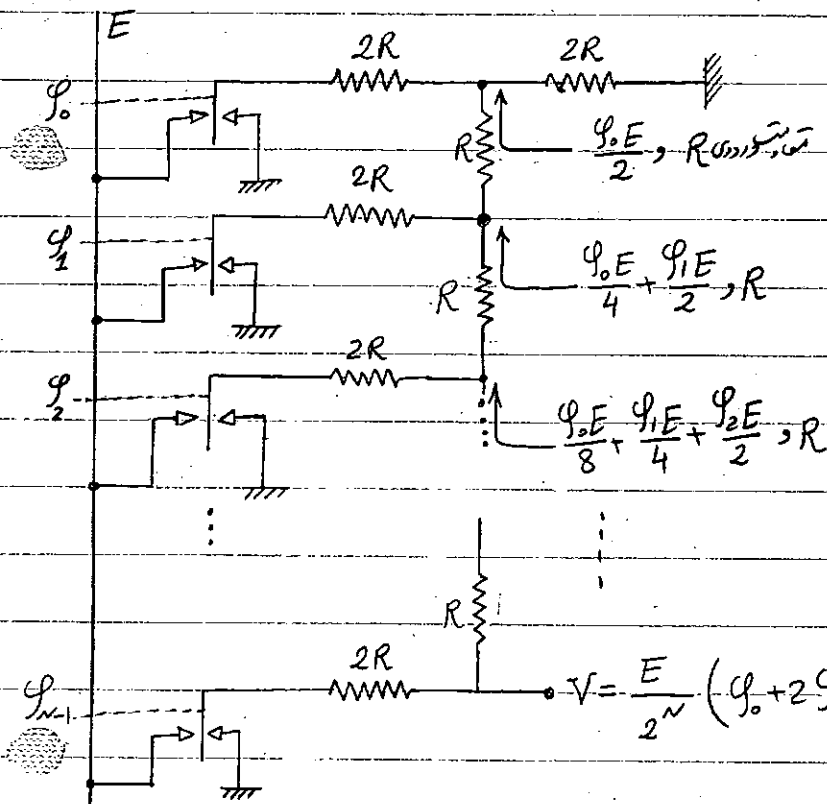 E
2R 2R
φ₀
R φ₀E/2 , R
2R
φ₁
R φ₀E/4 + φ₁E/2 , R
2R
φ₂
φ₀E/8 + φ₁E/4 + φ₂E/2 , R
R
2R
φ_{N-1} V = E/2^N (φ₀ + 2